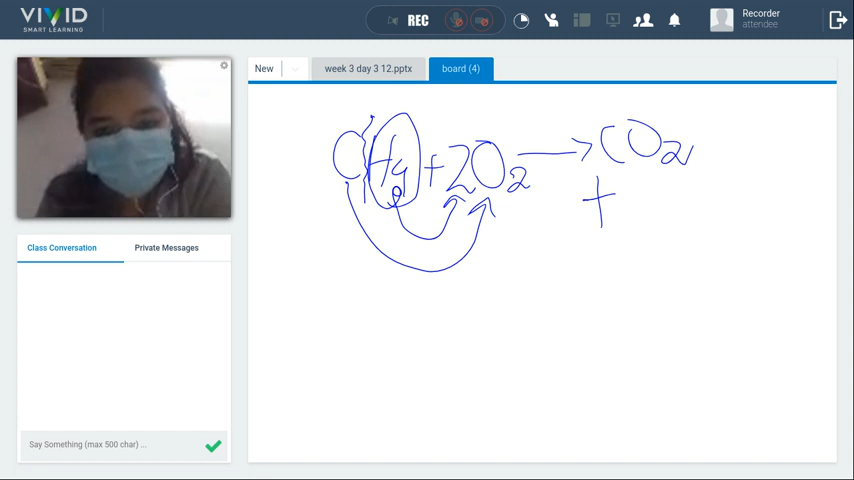 VIVID
SMART LEARNING
REC
Recorder
attendee
New
week 3 day 3 12.pptx
board (4)
CH4 + 2O2 → CO2
+
Class Conversation
Private Messages
Say Something (max 500 char) ...